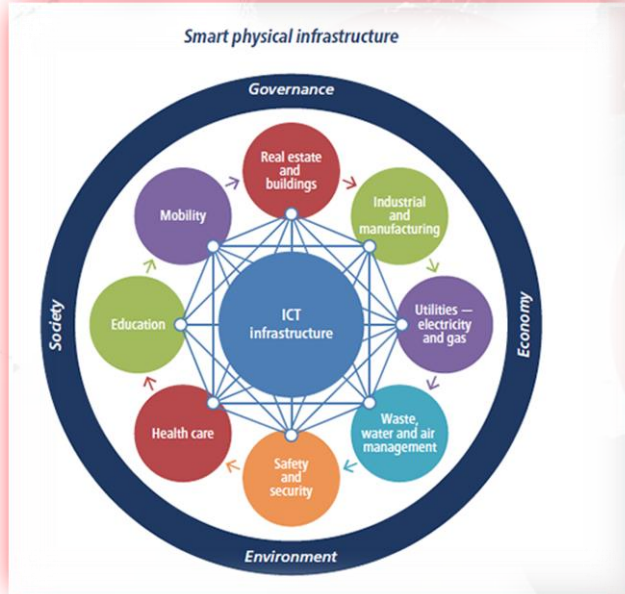 Smart physical infrastructure
Governance
Real estate
and
buildings
Industrial
and
manufacturing
Utilities —
electricity
and gas
Waste,
water and air
management
Safety
and
security
Health care
Education
Mobility
ICT
infrastructure
Society
Economy
Environment